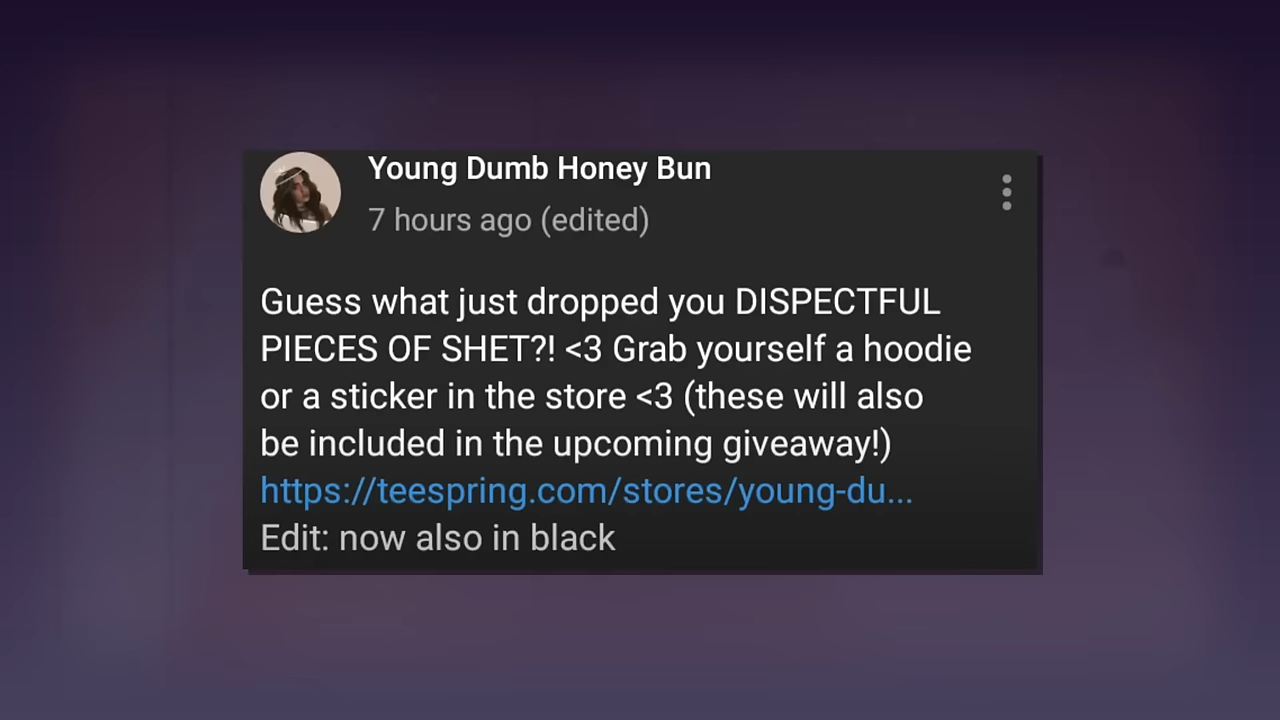 Young Dumb Honey Bun
7 hours ago (edited)
Guess what just dropped you DISPECTFUL
PIECES OF SHET?! <3 Grab yourself a hoodie
or a sticker in the store <3 (these will also
be included in the upcoming giveaway!)
https://teespring.com/stores/young-du...
Edit: now also in black